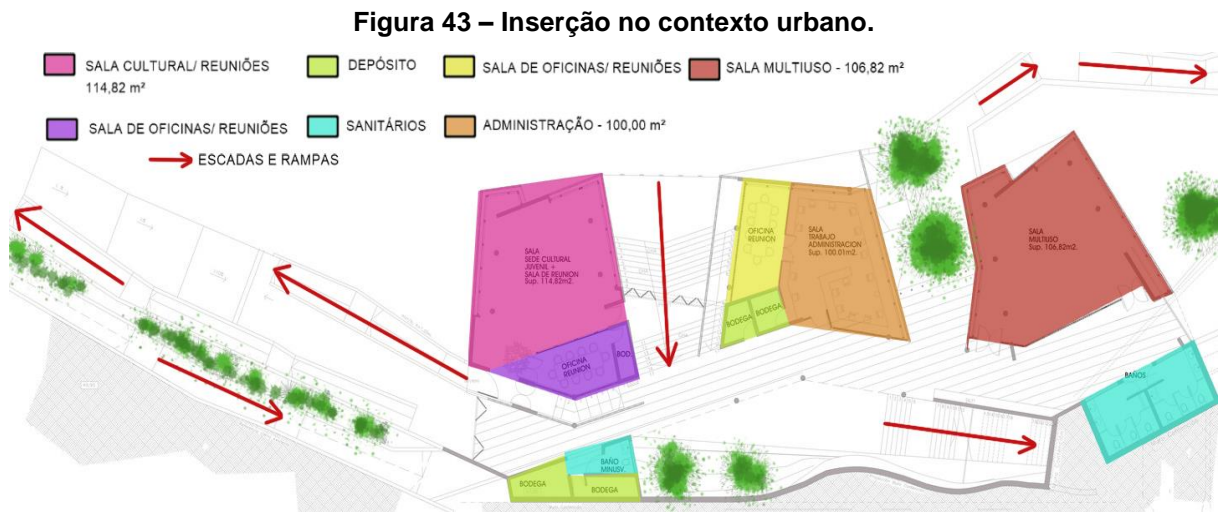 Figura 43 – Inserção no contexto urbano.
SALA CULTURAL/ REUNIÕES
114,82 m²
DEPÓSITO
SALA DE OFICINAS/ REUNIÕES
SALA MULTIUSO - 106,82 m²
SALA DE OFICINAS/ REUNIÕES
SANITÁRIOS
ADMINISTRAÇÃO - 100,00 m²
ESCADAS E RAMPAS
SALA
SEDE CULTURAL
JUVENIL +
SALA DE REUNION
Sup. 114,82m2.
OFICINA
REUNION
BOD.
OFICINA
REUNION
SALA
TRABAJO
ADMINISTRACION
Sup. 100.01m2.
BODEGA
BODEGA
SALA
MULTIUSO
Sup. 106,82m2.
BAÑOS
BAÑO
MINUSV.
BODEGA
BODEGA